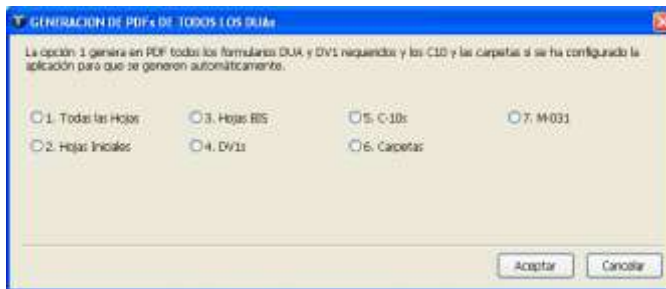 GENERACION DE PDFs DE TODOS LOS DUAs
La opción 1 genera en PDF todos los formularios DUA y DV1 requeridos y los C10 y las carpetas si se ha configurado la
aplicación para que se generen automáticamente.
1. Todas las Hojas 3. Hojas BIS 5. C-10s 7. M-031
2. Hojas Iniciales 4. DV1s 6. Carpetas
Aceptar Cancelar